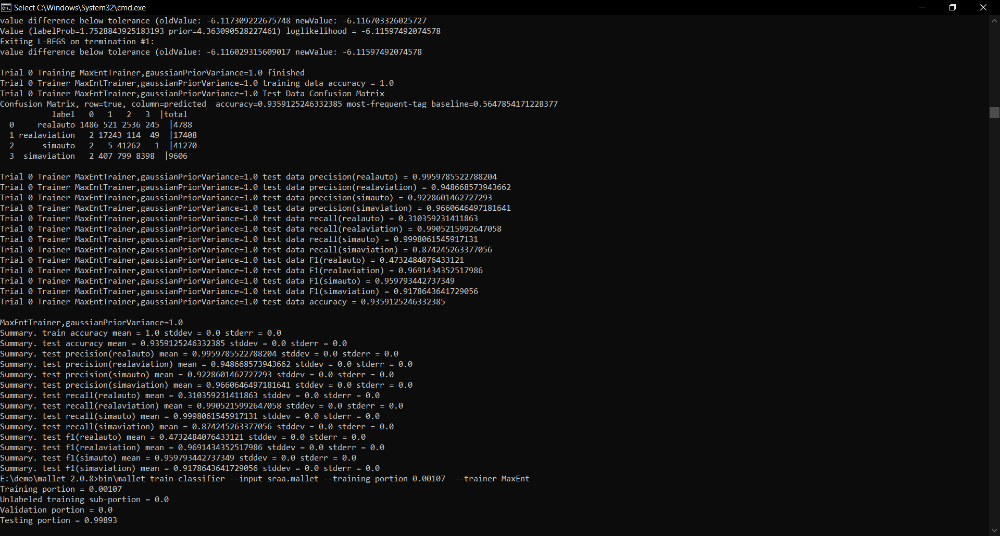 Select C:\Windows\System32\cmd.exe
value difference below tolerance (oldValue: -6.117309222675748 newValue: -6.116703326025727
Value (labelProb=1.7528843925183193 prior=4.363090528227461) loglikelihood = -6.11597492074578
Exiting L-BFGS on termination #1:
value difference below tolerance (oldValue: -6.116029315609017 newValue: -6.11597492074578
Trial 0 Training MaxEntTrainer,gaussianPriorVariance=1.0 finished
Trial 0 Trainer MaxEntTrainer,gaussianPriorVariance=1.0 training data accuracy = 1.0
Trial 0 Trainer MaxEntTrainer,gaussianPriorVariance=1.0 Test Data Confusion Matrix
Confusion Matrix, row=true, column=predicted  accuracy=0.9359125246332385 most-frequent-tag baseline=0.5647854171228377
label   0   1   2   3  |total
0     realauto 1486 521 2536 245  |4788
1 realaviation   2 17243 114  49  |17408
2      simauto   2   5 41262   1  |41270
3  simaviation   2 407 799 8398  |9606
Trial 0 Trainer MaxEntTrainer,gaussianPriorVariance=1.0 test data precision(realauto) = 0.9959785522788204
Trial 0 Trainer MaxEntTrainer,gaussianPriorVariance=1.0 test data precision(realaviation) = 0.948668573943662
Trial 0 Trainer MaxEntTrainer,gaussianPriorVariance=1.0 test data precision(simauto) = 0.9228601462727293
Trial 0 Trainer MaxEntTrainer,gaussianPriorVariance=1.0 test data precision(simaviation) = 0.9660646497181641
Trial 0 Trainer MaxEntTrainer,gaussianPriorVariance=1.0 test data recall(realauto) = 0.310359231411863
Trial 0 Trainer MaxEntTrainer,gaussianPriorVariance=1.0 test data recall(realaviation) = 0.9905215992647058
Trial 0 Trainer MaxEntTrainer,gaussianPriorVariance=1.0 test data recall(simauto) = 0.9998061545917131
Trial 0 Trainer MaxEntTrainer,gaussianPriorVariance=1.0 test data recall(simaviation) = 0.874245263377056
Trial 0 Trainer MaxEntTrainer,gaussianPriorVariance=1.0 test data F1(realauto) = 0.4732484076433121
Trial 0 Trainer MaxEntTrainer,gaussianPriorVariance=1.0 test data F1(realaviation) = 0.9691434352517986
Trial 0 Trainer MaxEntTrainer,gaussianPriorVariance=1.0 test data F1(simauto) = 0.959793442737349
Trial 0 Trainer MaxEntTrainer,gaussianPriorVariance=1.0 test data F1(simaviation) = 0.9178643641729056
Trial 0 Trainer MaxEntTrainer,gaussianPriorVariance=1.0 test data accuracy = 0.9359125246332385
MaxEntTrainer,gaussianPriorVariance=1.0
Summary. train accuracy mean = 1.0 stddev = 0.0 stderr = 0.0
Summary. test accuracy mean = 0.9359125246332385 stddev = 0.0 stderr = 0.0
Summary. test precision(realauto) mean = 0.9959785522788204 stddev = 0.0 stderr = 0.0
Summary. test precision(realaviation) mean = 0.948668573943662 stddev = 0.0 stderr = 0.0
Summary. test precision(simauto) mean = 0.9228601462727293 stddev = 0.0 stderr = 0.0
Summary. test precision(simaviation) mean = 0.9660646497181641 stddev = 0.0 stderr = 0.0
Summary. test recall(realauto) mean = 0.310359231411863 stddev = 0.0 stderr = 0.0
Summary. test recall(realaviation) mean = 0.9905215992647058 stddev = 0.0 stderr = 0.0
Summary. test recall(simauto) mean = 0.9998061545917131 stddev = 0.0 stderr = 0.0
Summary. test recall(simaviation) mean = 0.874245263377056 stddev = 0.0 stderr = 0.0
Summary. test f1(realauto) mean = 0.4732484076433121 stddev = 0.0 stderr = 0.0
Summary. test f1(realaviation) mean = 0.9691434352517986 stddev = 0.0 stderr = 0.0
Summary. test f1(simauto) mean = 0.959793442737349 stddev = 0.0 stderr = 0.0
Summary. test f1(simaviation) mean = 0.9178643641729056 stddev = 0.0 stderr = 0.0
E:\demo\mallet-2.0.8>bin\mallet train-classifier --input sraa.mallet --training-portion 0.00107  --trainer MaxEnt
Training portion = 0.00107
Unlabeled training sub-portion = 0.0
Validation portion = 0.0
Testing portion = 0.99893